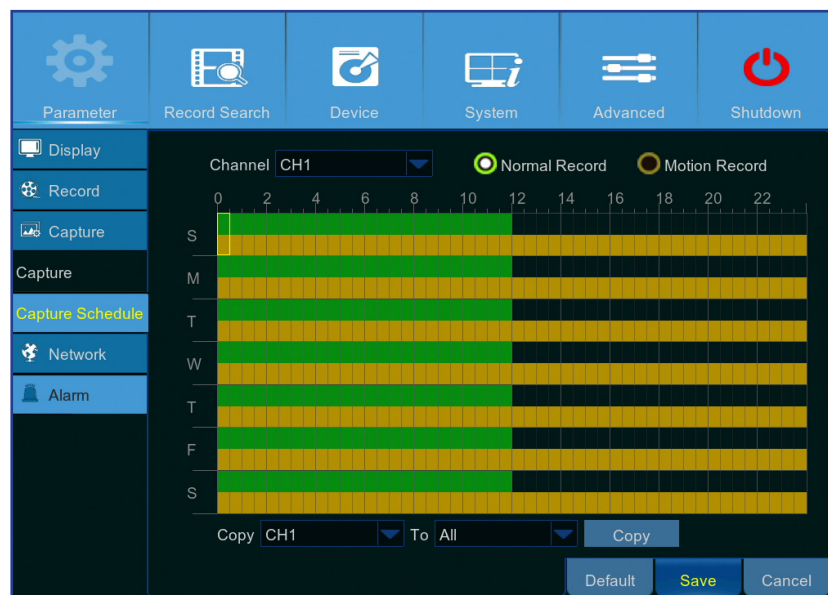 Parameter Record Search Device System Advanced Shutdown
Display
Record
Capture
Capture
Capture Schedule
Network
Alarm
Channel CH1 Normal Record Motion Record
0 2 4 6 8 10 12 14 16 18 20 22
S
M
T
W
T
F
S
Copy CH1 To All Copy
Default Save Cancel